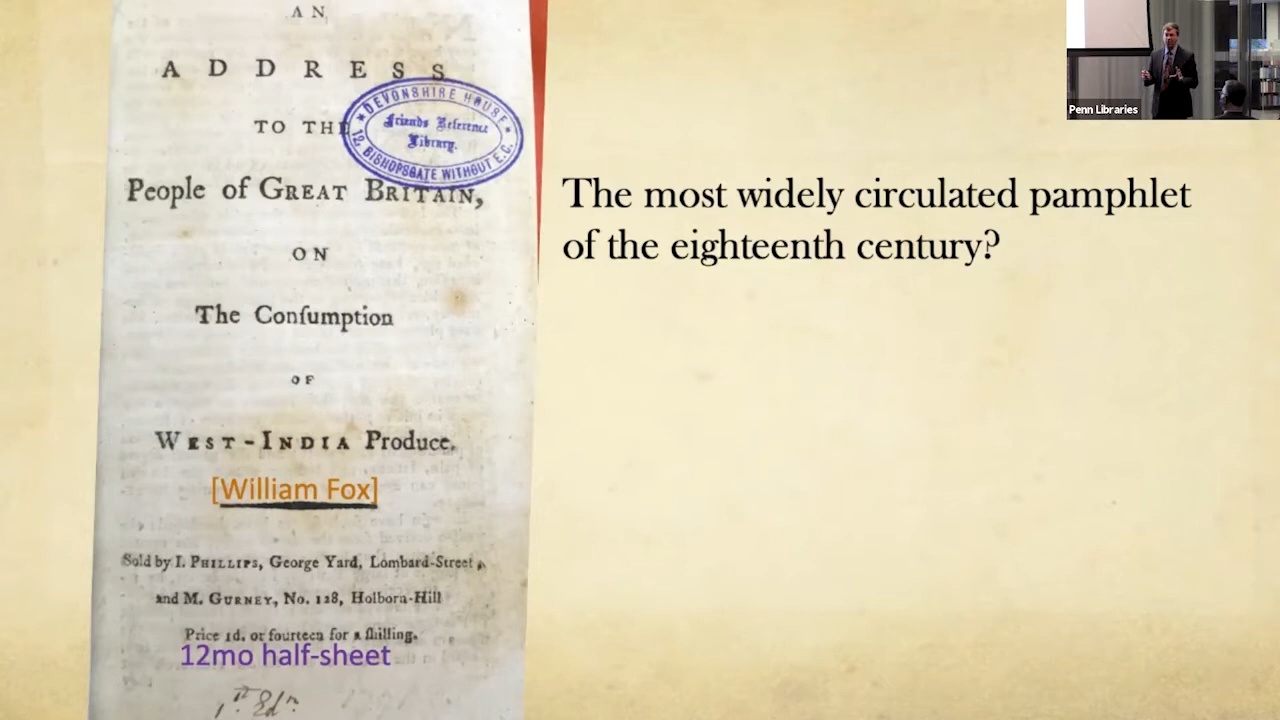 AN
ADDRESS
TO THE
DEVONSHIRE HOUSE
Friends Reference
Library.
12, BISHOPSGATE WITHOUT E.C.
People of GREAT BRITAIN,
ON
The Conſumption
OF
WEST-INDIA Produce.
[William Fox]
Sold by I. PHILLIPS, George Yard, Lombard-Street,
and M. GURNEY, No. 128, Holborn-Hill
Price 1d. or fourteen for a ſhilling.
12mo half-sheet
1st Edn.
The most widely circulated pamphlet
of the eighteenth century?
Penn Libraries